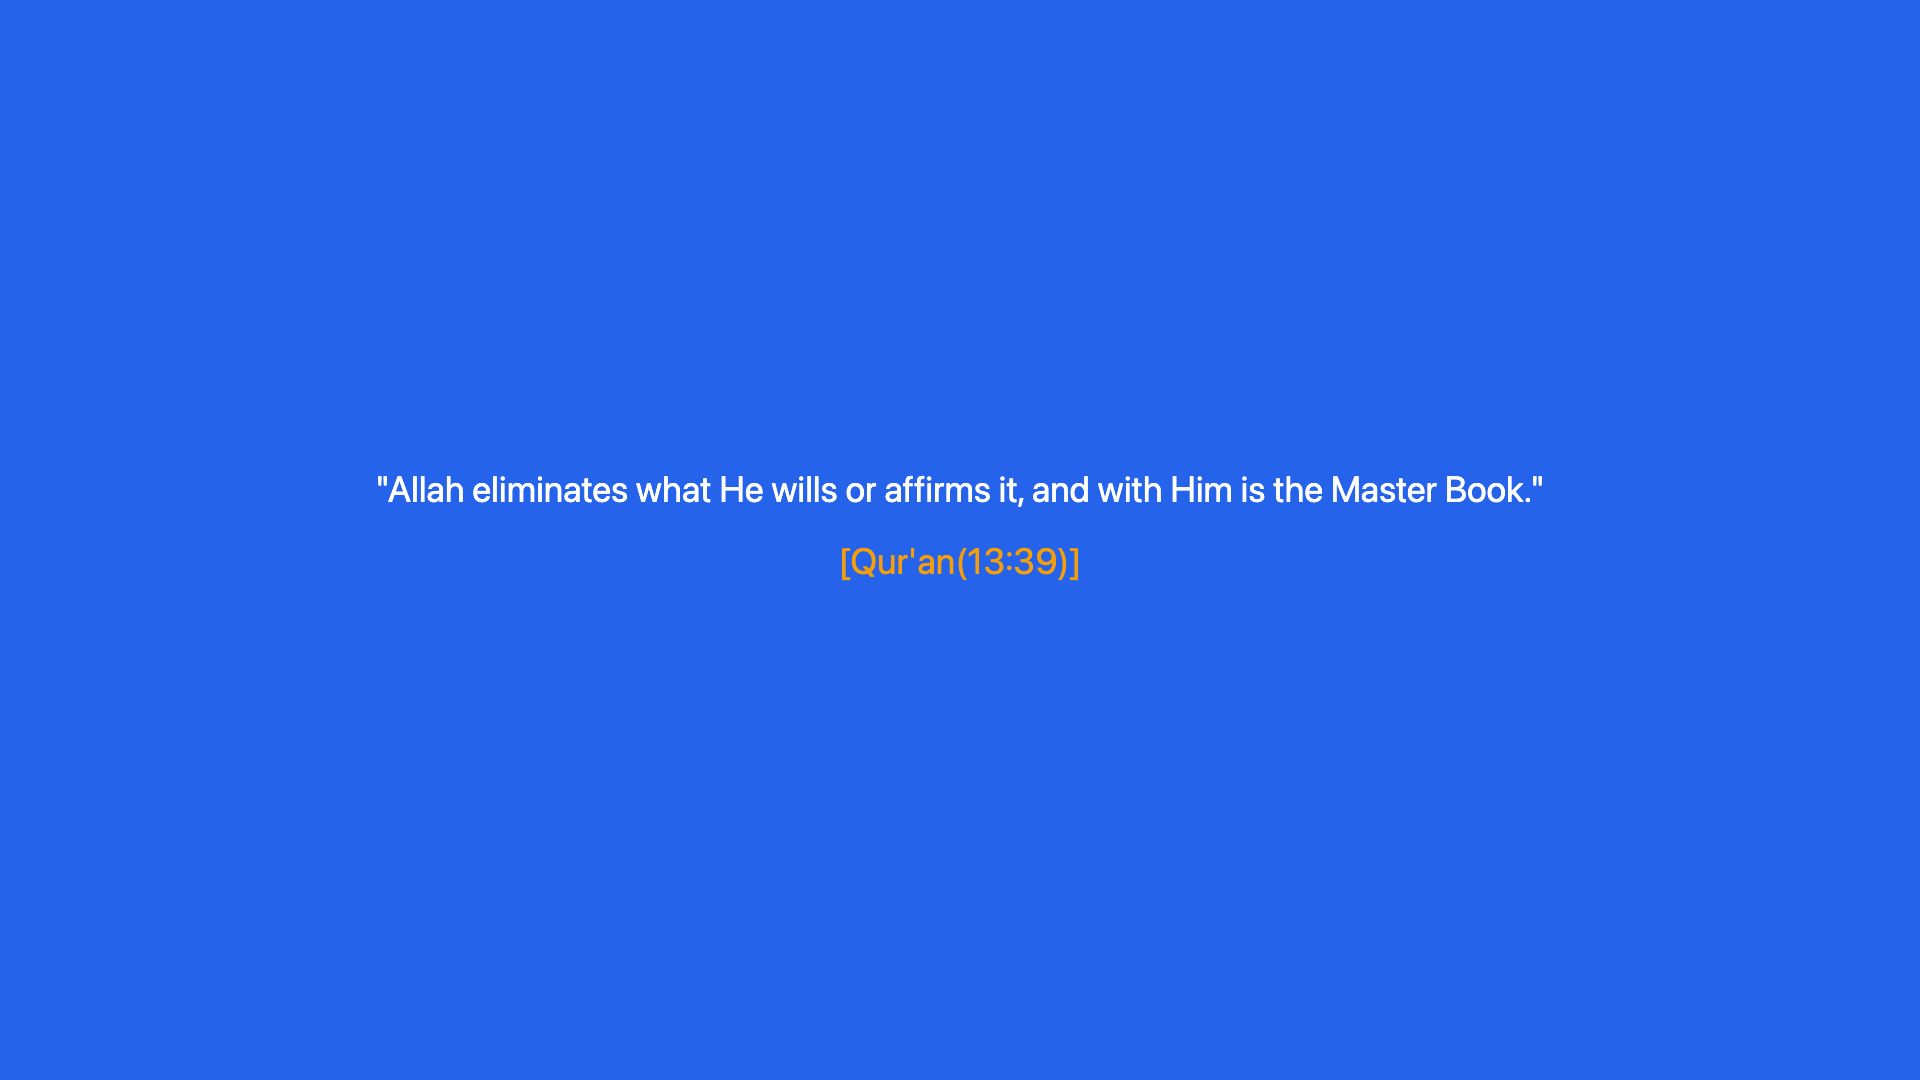 "Allah eliminates what He wills or affirms it, and with Him is the Master Book."
[Qur'an(13:39)]